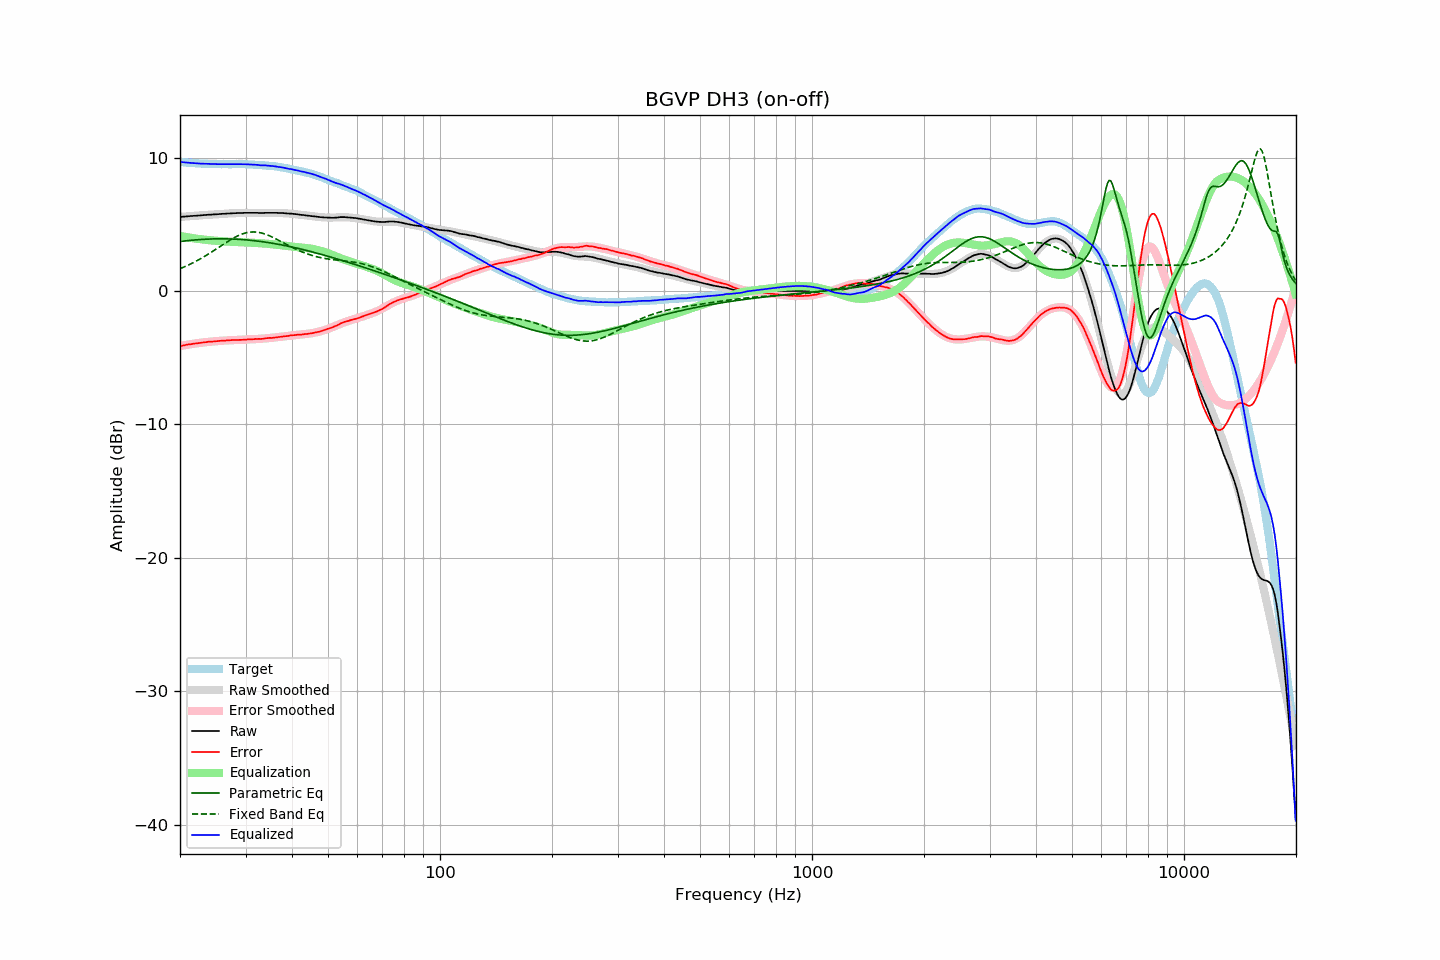 BGVP DH3 (on-off)
10
0
−10
−20
−30
−40
Amplitude (dBr)
Target
Raw Smoothed
Error Smoothed
Raw
Error
Equalization
Parametric Eq
Fixed Band Eq
Equalized
100
1000
10000
Frequency (Hz)